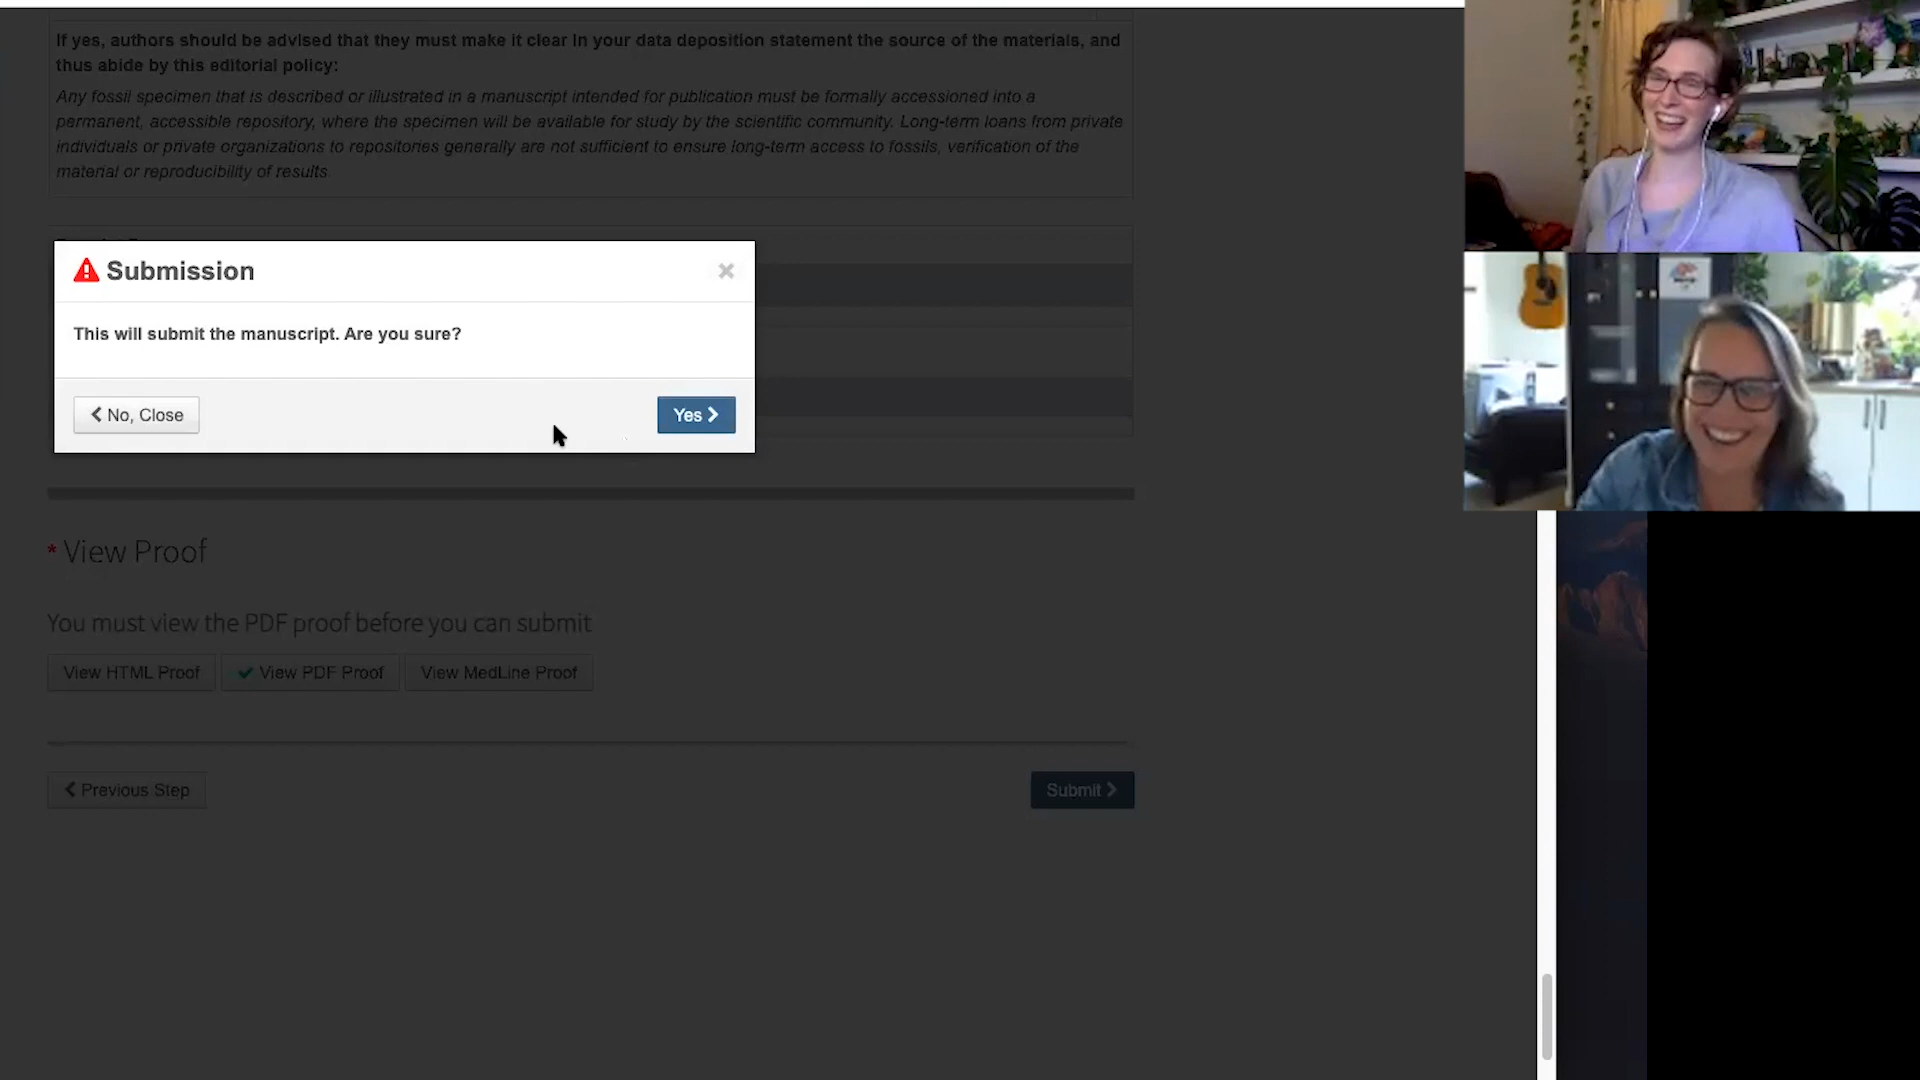 If yes, authors should be advised that they must make it clear in your data deposition statement the source of the materials, and
thus abide by this editorial policy:
Any fossil specimen that is described or illustrated in a manuscript intended for publication must be formally accessioned into a
permanent, accessible repository, where the specimen will be available for study by the scientific community. Long-term loans from private
individuals or private organizations to repositories generally are not sufficient to ensure long-term access to fossils, verification of the
material or reproducibility of results.
Submission
This will submit the manuscript. Are you sure?
No, Close
Yes
* View Proof
You must view the PDF proof before you can submit
View HTML Proof
View PDF Proof
View MedLine Proof
Previous Step
Submit